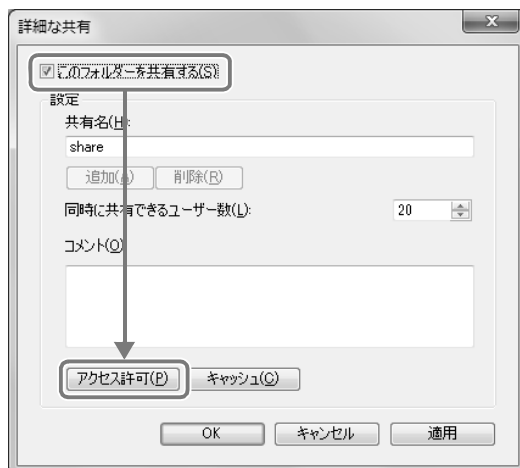 詳細な共有
このフォルダーを共有する(S)
設定
共有名(H):
share
追加(A) 削除(R)
同時に共有できるユーザー数(L): 20
コメント(O)
アクセス許可(P) キャッシュ(C)
OK キャンセル 適用